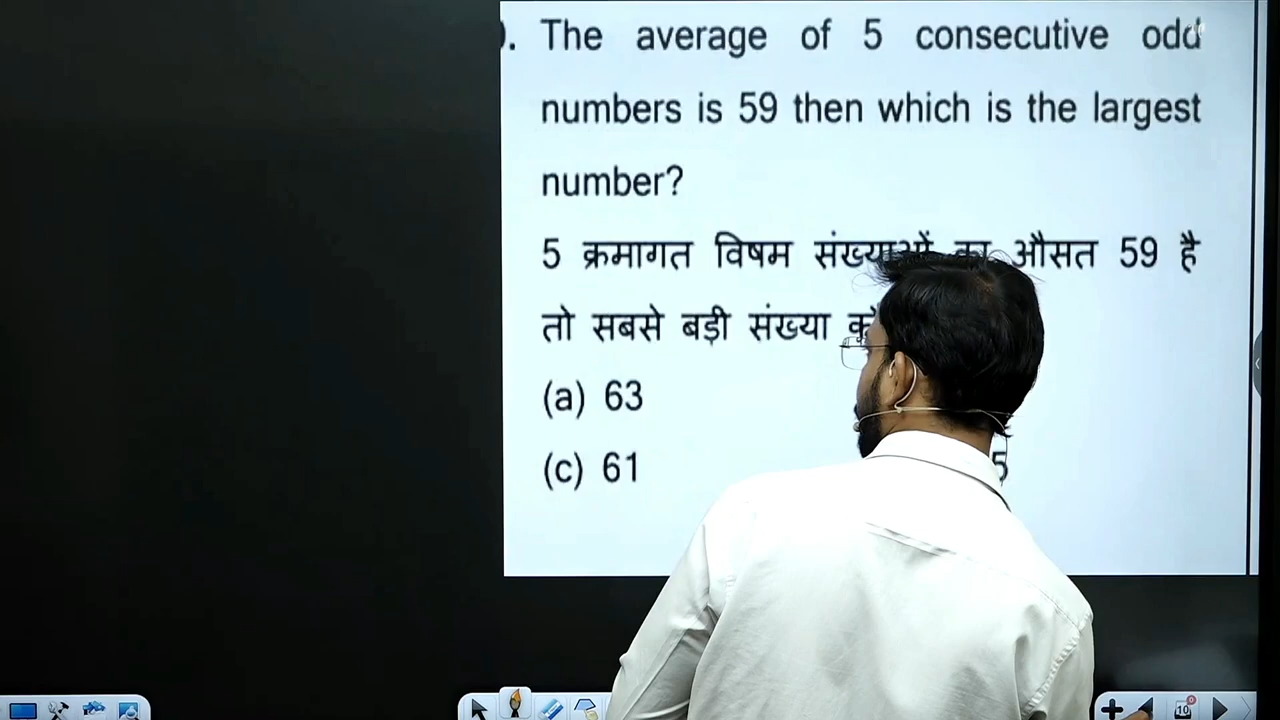 . The average of 5 consecutive odd
numbers is 59 then which is the largest
number?
5 क्रमागत विषम संख्याओं का औसत 59 है
तो सबसे बड़ी संख्या
(a) 63
(c) 61
10